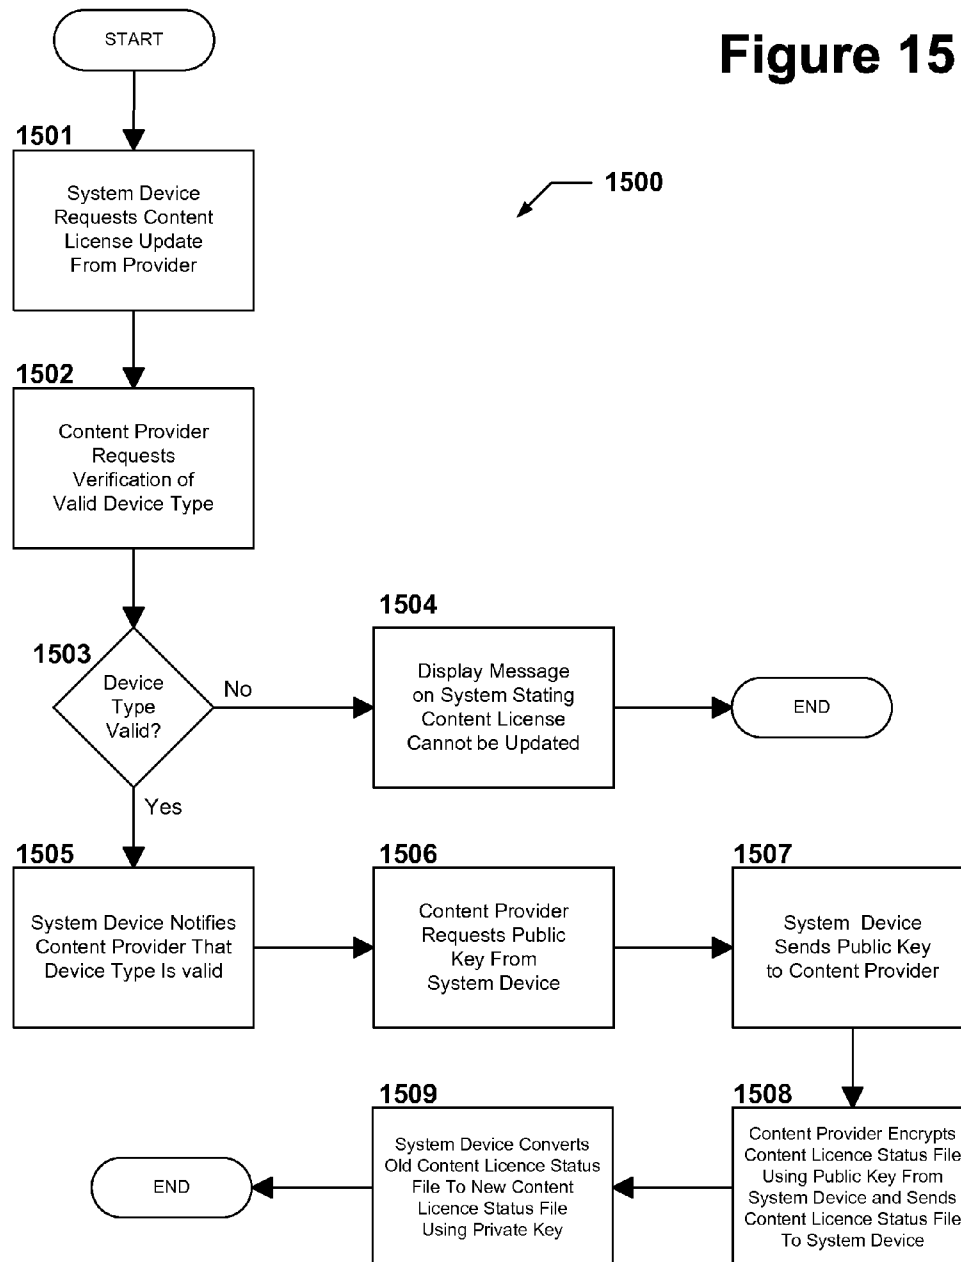 START
Figure 15
1501
System Device
Requests Content
License Update
From Provider
1500
1502
Content Provider
Requests
Verification of
Valid Device Type
1503
Device
Type
Valid?
No
Yes
1504
Display Message
on System Stating
Content License
Cannot be Updated
END
1505
System Device Notifies
Content Provider That
Device Type Is valid
1506
Content Provider
Requests Public
Key From
System Device
1507
System Device
Sends Public Key
to Content Provider
1508
Content Provider Encrypts
Content Licence Status File
Using Public Key From
System Device and Sends
Content Licence Status File
To System Device
1509
System Device Converts
Old Content Licence Status
File To New Content
Licence Status File
Using Private Key
END